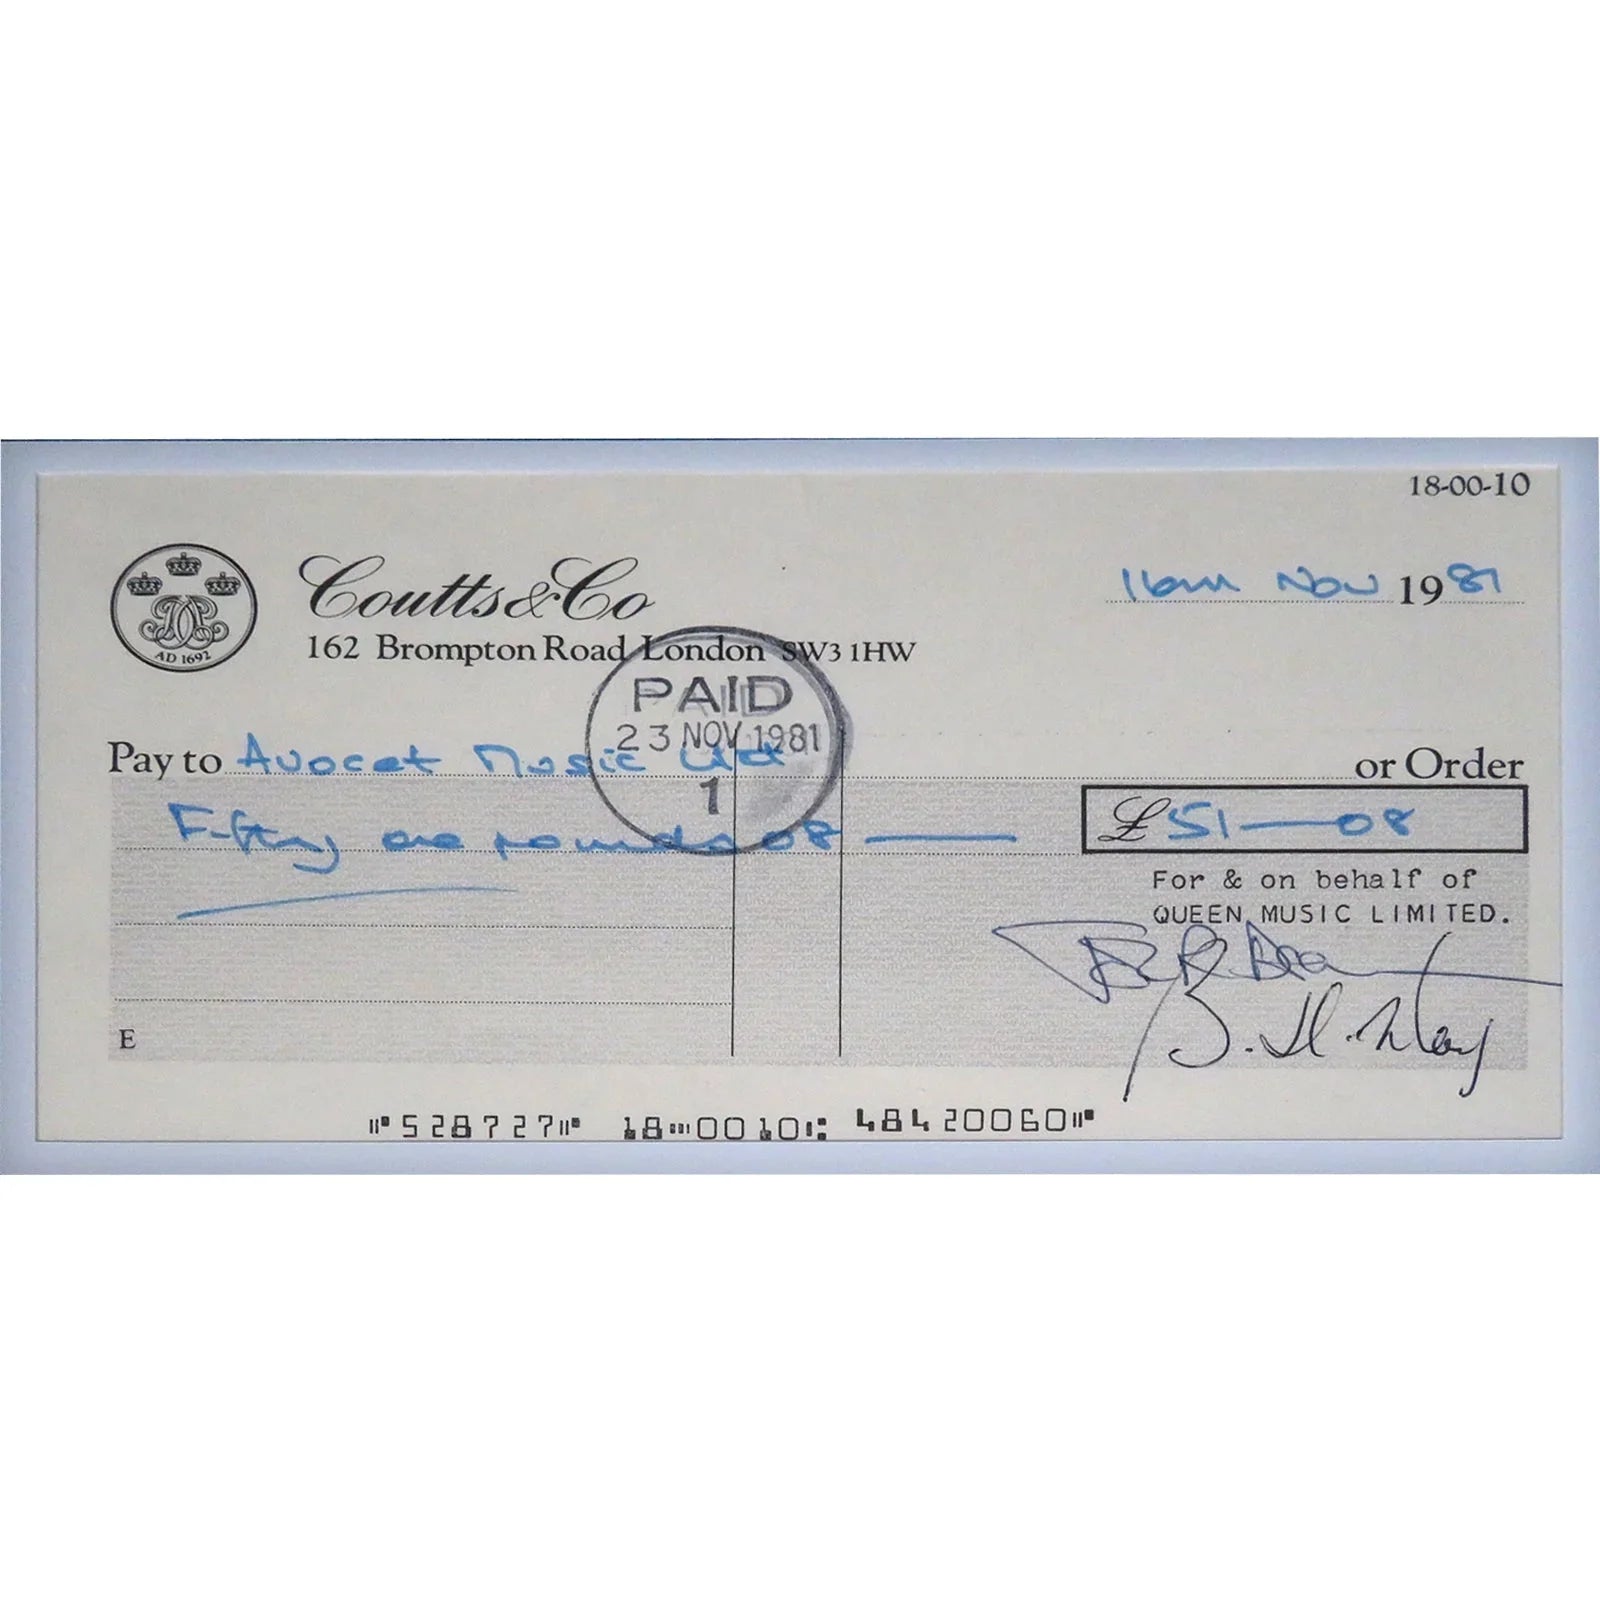 18-00-10
Coutts & Co
16th Nov 1981
AD 1692
162 Brompton Road London SW3 1HW
PAID
23 NOV 1981
1
Pay to Avocet Music Ltd or Order
Fifty one pounds 08 —
£ 51 — 08
For & on behalf of
QUEEN MUSIC LIMITED.
B. H. May
E
528727 18-0010 48420060